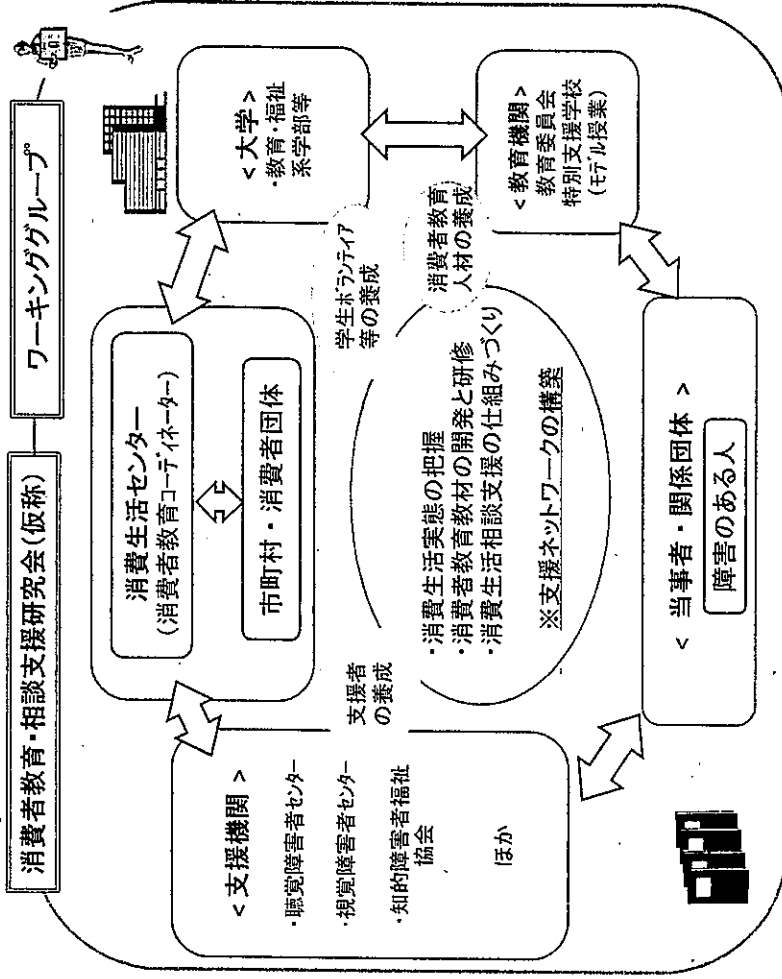 消費者教育・相談支援研究会(仮称)
ワーキンググループ
消費生活センター
(消費者教育コーディネーター)
市町村・消費者団体
<支援機関>
・聴覚障害者センター
・視覚障害者センター
・知的障害者福祉
協会
ほか
支援者
の養成
学生ボランティア
等の養成
<大学>
・教育・福祉
系学部等
消費者教育
人材の養成
・消費生活実態の把握
・消費者教育教材の開発と研修
・消費生活相談支援の仕組みづくり
※支援ネットワークの構築
<教育機関>
教育委員会
特別支援学校
(モデル授業)
<当事者・関係団体>
障害のある人